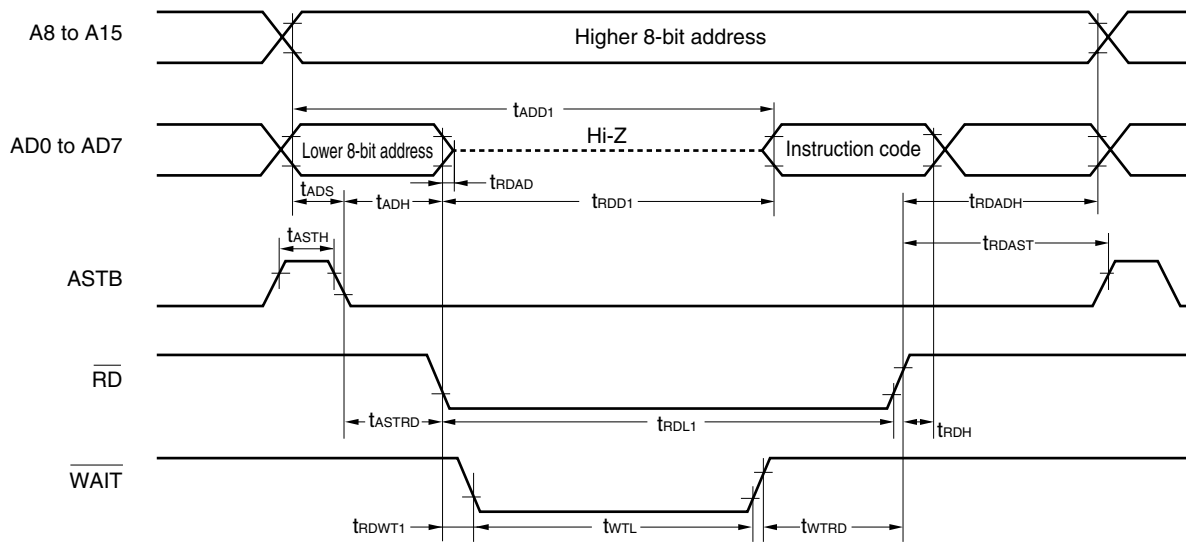 A8 to A15
Higher 8-bit address
tADD1
AD0 to AD7
Lower 8-bit address
Hi-Z
Instruction code
tRDAD
tADS
tADH
tRDD1
tRDADH
tASTH
tRDAST
ASTB
RD
tASTRD
tRDL1
tRDH
WAIT
tRDWT1
tWTL
tWTRD